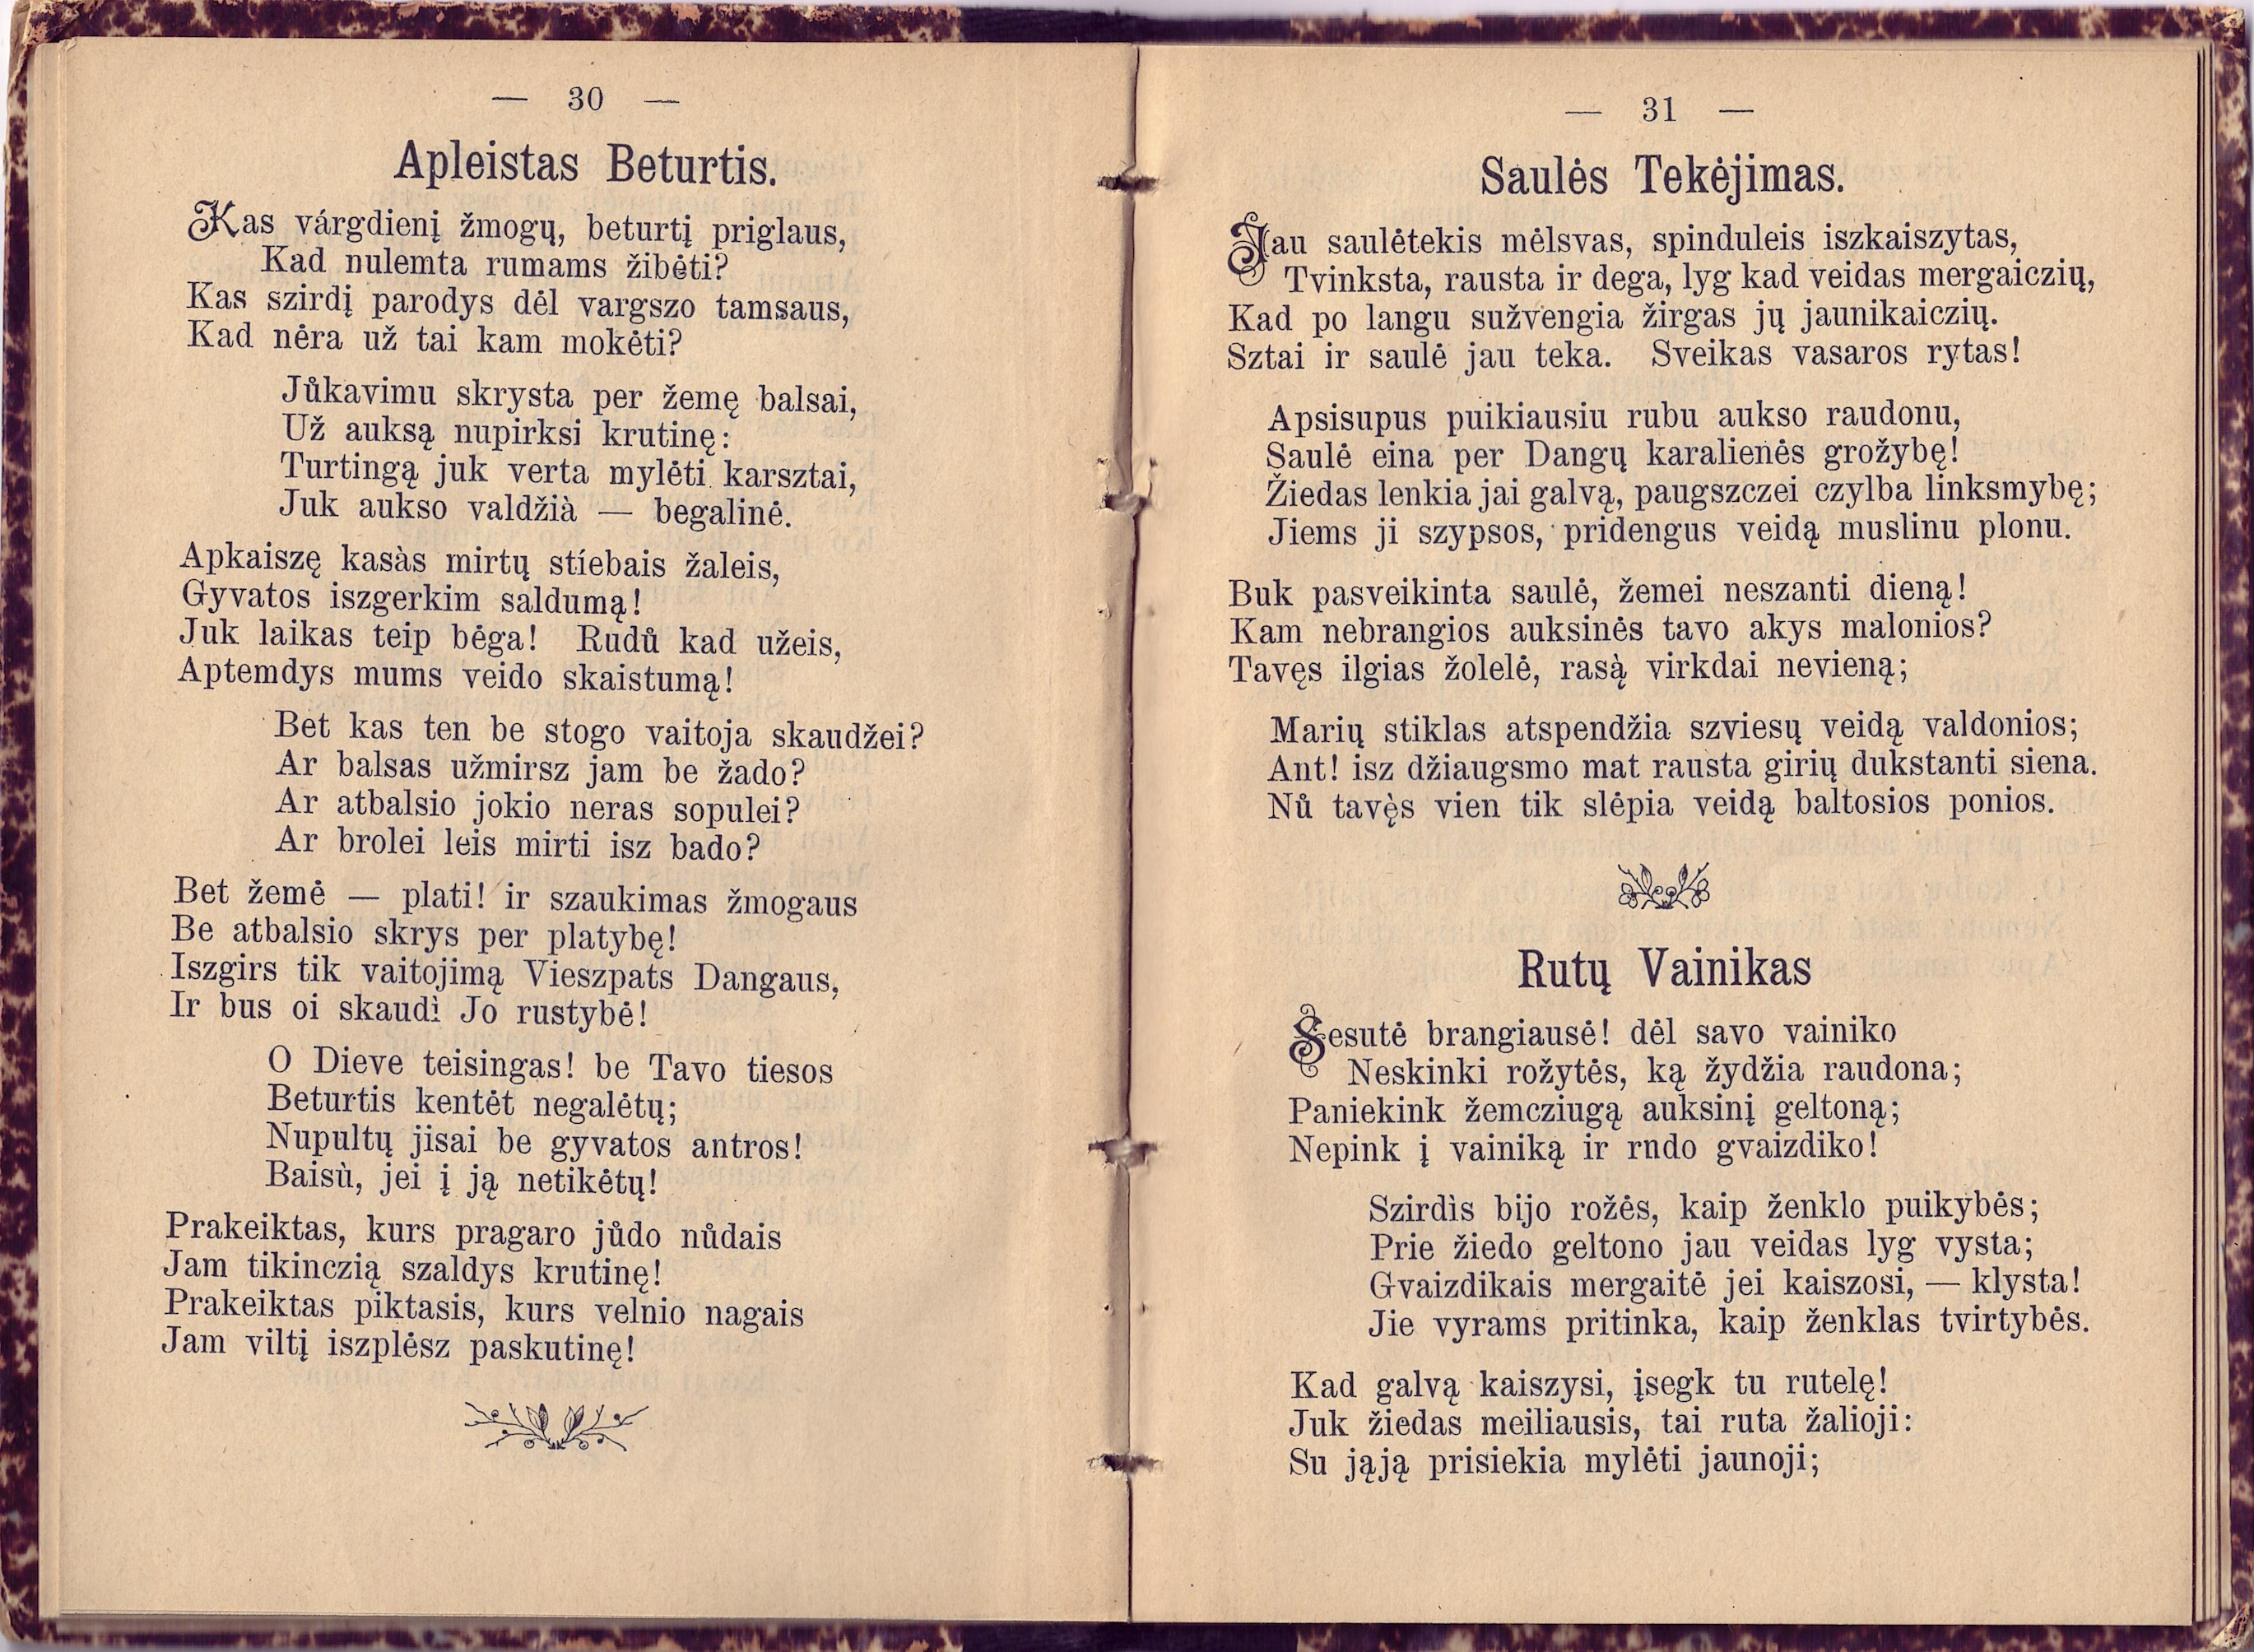 — 30 —
Apleistas Beturtis.
Kas várgdienį žmogų, beturtį priglaus,
Kad nulemta rumams žibėti?
Kas szirdį parodys dėl vargszo tamsaus,
Kad nėra už tai kam mokėti?
Jůkavimu skrysta per žemę balsai,
Už auksą nupirksi krutinę:
Turtingą juk verta mylėti karsztai,
Juk aukso valdžià — begalinė.
Apkaiszę kasàs mirtų stíebais žaleis,
Gyvatos iszgerkim saldumą!
Juk laikas teip bėga! Rudů kad užeis,
Aptemdys mums veido skaistumą!
Bet kas ten be stogo vaitoja skaudžei?
Ar balsas užmirsz jam be žado?
Ar atbalsio jokio neras sopulei?
Ar brolei leis mirti isz bado?
Bet žemė — plati! ir szaukimas žmogaus
Be atbalsio skrys per platybę!
Iszgirs tik vaitojimą Vieszpats Dangaus,
Ir bus oi skaudì Jo rustybė!
O Dieve teisingas! be Tavo tiesos
Beturtis kentėt negalėtų;
Nupultų jisai be gyvatos antros!
Baisù, jei į ją netikėtų!
Prakeiktas, kurs pragaro jůdo nůdais
Jam tikinczią szaldys krutinę!
Prakeiktas piktasis, kurs velnio nagais
Jam viltį iszplėsz paskutinę!
— 31 —
Saulės Tekėjimas.
Jau saulėtekis mėlsvas, spinduleis iszkaiszytas,
Tvinksta, rausta ir dega, lyg kad veidas mergaiczių,
Kad po langu sužvengia žirgas jų jaunikaiczių.
Sztai ir saulė jau teka. Sveikas vasaros rytas!
Apsisupus puikiausiu rubu aukso raudonu,
Saulė eina per Dangų karalienės grožybę!
Žiedas lenkia jai galvą, paugszczei czylba linksmybę;
Jiems ji szypsos, pridengus veidą muslinu plonu.
Buk pasveikinta saulė, žemei neszanti dieną!
Kam nebrangios auksinės tavo akys malonios?
Tavęs ilgias žolelė, rasą̀ virkdai nevieną;
Marių stiklas atspendžia szviesų veidą valdonios;
Ant! isz džiaugsmo mat rausta girių dukstanti siena.
Nů tavę̀s vien tik slėpia veidą baltosios ponios.
Rutų Vainikas
Sesutė brangiausė! dėl savo vainiko
Neskinki rožytės, ką žydžia raudona;
Paniekink žemcziugą auksinį geltoną;
Nepink į vainiką ir rndo gvaizdiko!
Szirdìs bijo rožės, kaip ženklo puikybės;
Prie žiedo geltono jau veidas lyg vysta;
Gvaizdikais mergaitė jei kaiszosi, — klysta!
Jie vyrams pritinka, kaip ženklas tvirtybės.
Kad galvą kaiszysi, įsegk tu rutelę!
Juk žiedas meiliausis, tai ruta žalioji:
Su jąją prisiekia mylėti jaunoji;